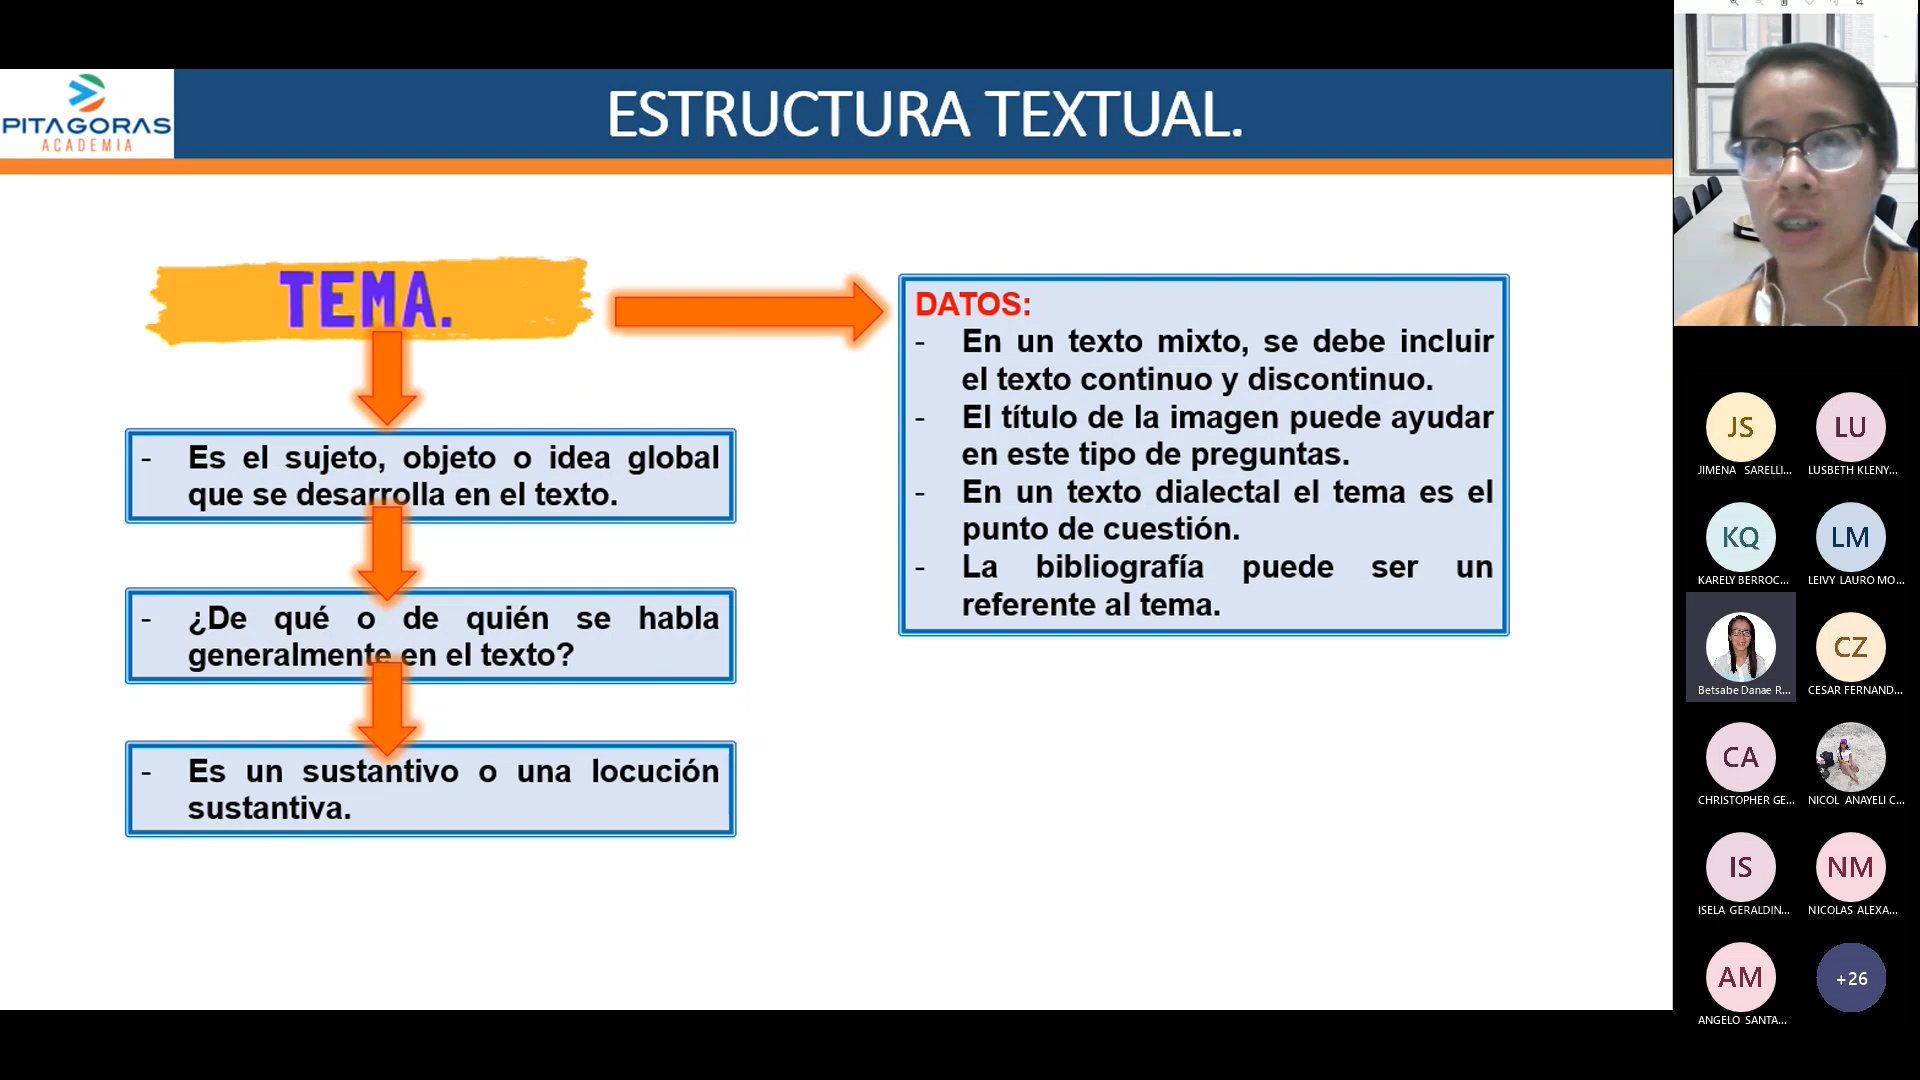 PITAGORAS
ACADEMIA
ESTRUCTURA TEXTUAL.
TEMA.
- Es el sujeto, objeto o idea global
que se desarrolla en el texto.
- ¿De qué o de quién se habla
generalmente en el texto?
- Es un sustantivo o una locución
sustantiva.
DATOS:
- En un texto mixto, se debe incluir
el texto continuo y discontinuo.
- El título de la imagen puede ayudar
en este tipo de preguntas.
- En un texto dialectal el tema es el
punto de cuestión.
- La bibliografía puede ser un
referente al tema.
JS
JIMENA SARELLI...
LU
LUSBETH KLENY...
KQ
KARELY BERROC...
LM
LEIVY LAURO MO...
Betsabe Danae R...
CZ
CESAR FERNAND...
CA
CHRISTOPHER GE...
NICOL ANAYELI C...
IS
ISELA GERALDIN...
NM
NICOLAS ALEXA...
AM
ANGELO SANTA...
+26